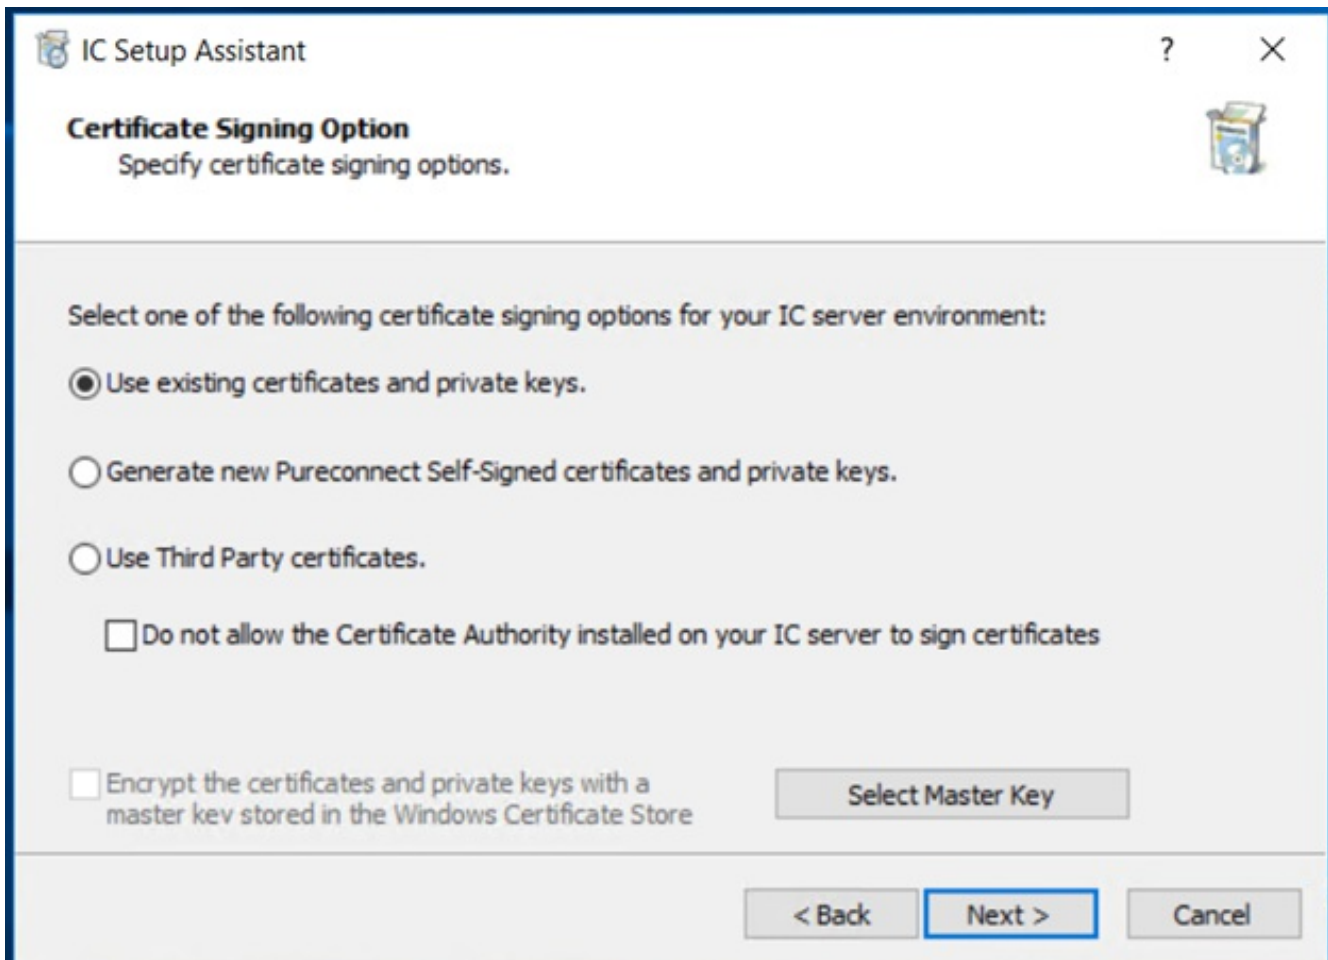 IC Setup Assistant
?
Certificate Signing Option
Specify certificate signing options.
Select one of the following certificate signing options for your IC server environment:
Use existing certificates and private keys.
Generate new Pureconnect Self-Signed certificates and private keys.
Use Third Party certificates.
Do not allow the Certificate Authority installed on your IC server to sign certificates
Encrypt the certificates and private keys with a
master key stored in the Windows Certificate Store
Select Master Key
< Back
Next >
Cancel